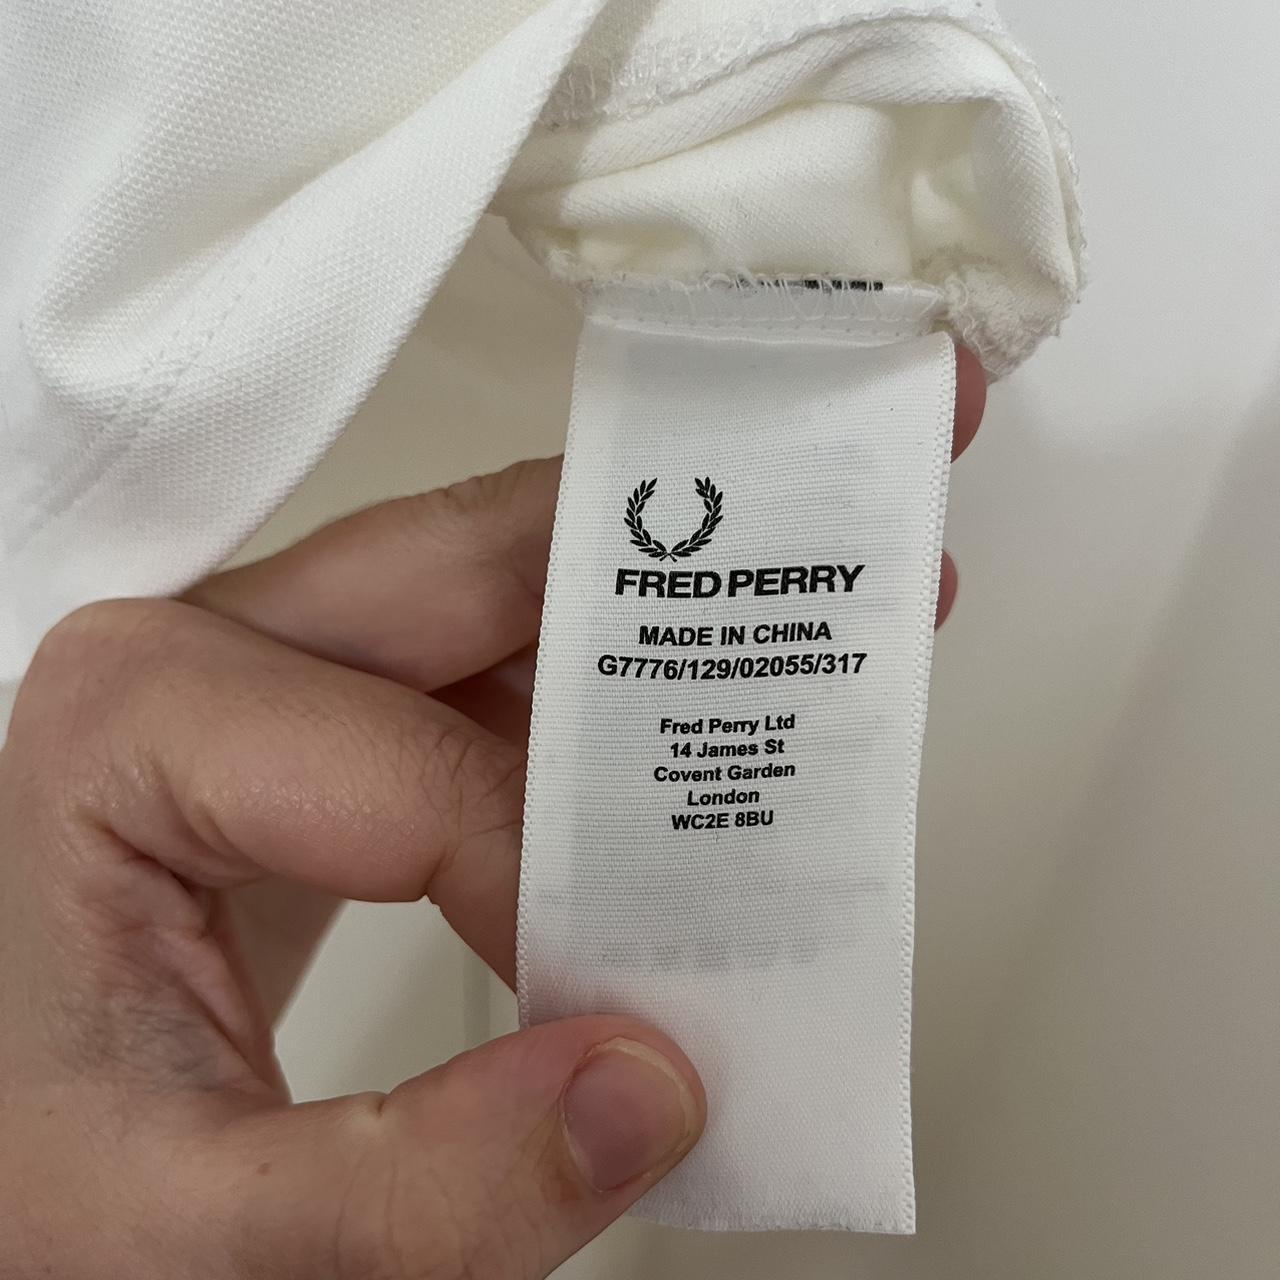 FRED PERRY
MADE IN CHINA
G7776/129/02055/317
Fred Perry Ltd
14 James St
Covent Garden
London
WC2E 8BU